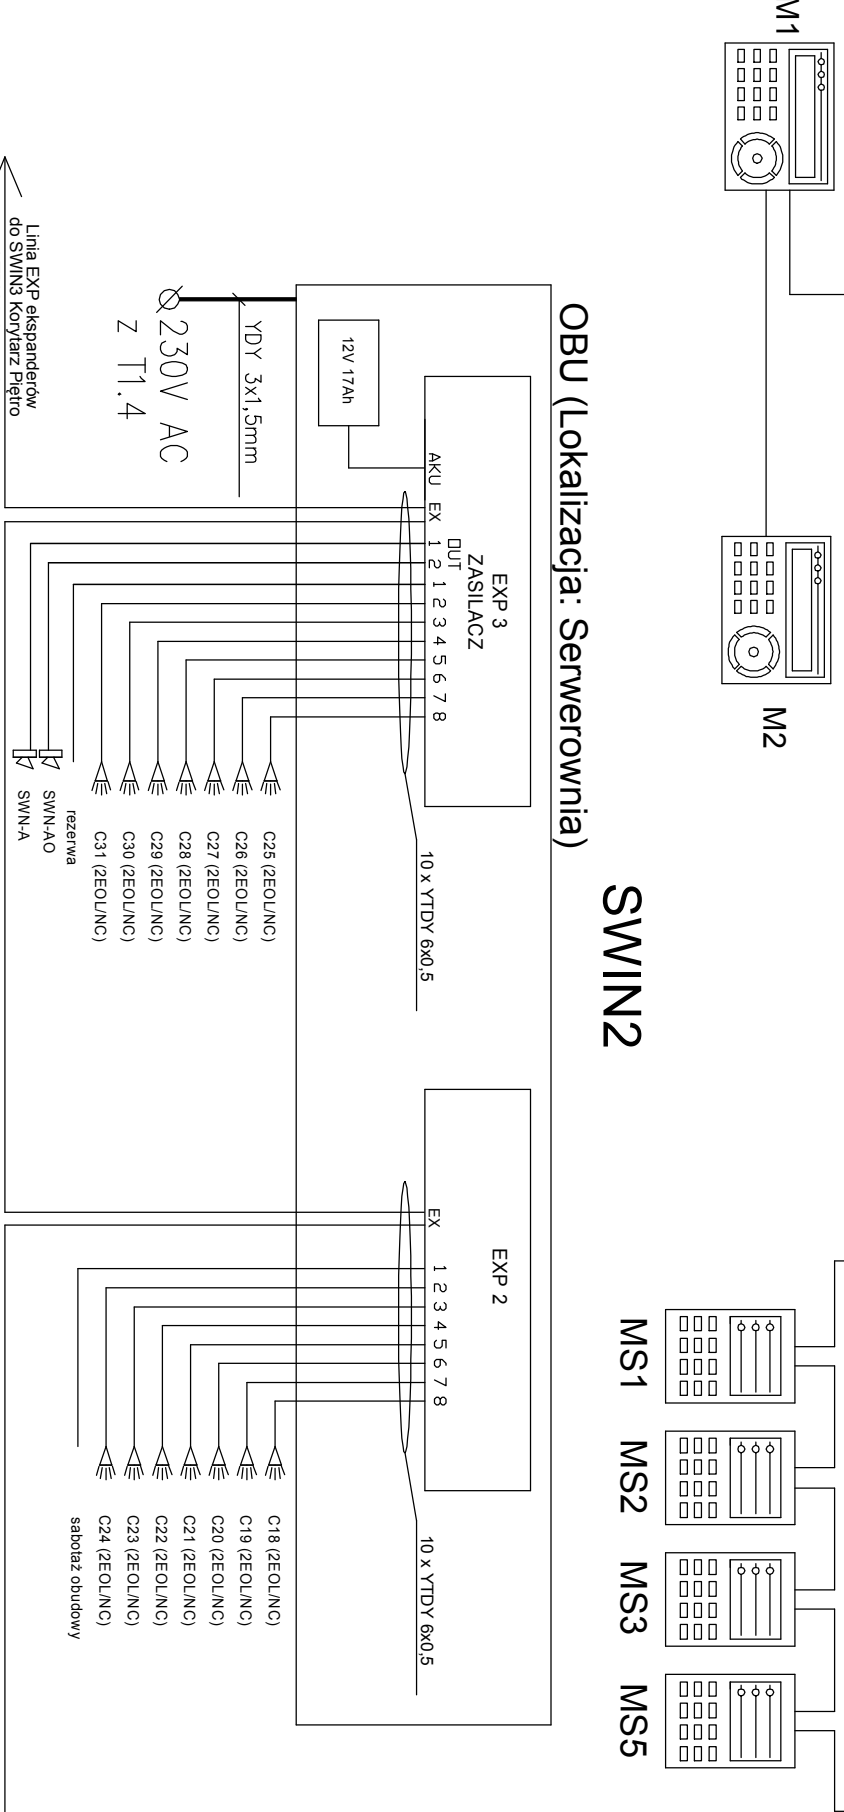 M1
M2
MS1
MS2
MS3
MS5
SWIN2
OBU (Lokalizacja: Serwerownia)
EXP 3
ZASILACZ
OUT
AKU
EX
1
2
1
2
3
4
5
6
7
8
12V 17Ah
YDY 3x1,5mm
230V AC
z T1.4
10 x YTDY 6x0,5
C25 (2EOL/NC)
C26 (2EOL/NC)
C27 (2EOL/NC)
C28 (2EOL/NC)
C29 (2EOL/NC)
C30 (2EOL/NC)
C31 (2EOL/NC)
rezerwa
SWN-AO
SWN-A
Linia EXP ekspanderów
do SWIN3 Korytarz Piętro
EXP 2
EX
1
2
3
4
5
6
7
8
10 x YTDY 6x0,5
C18 (2EOL/NC)
C19 (2EOL/NC)
C20 (2EOL/NC)
C21 (2EOL/NC)
C22 (2EOL/NC)
C23 (2EOL/NC)
C24 (2EOL/NC)
sabotaż obudowy